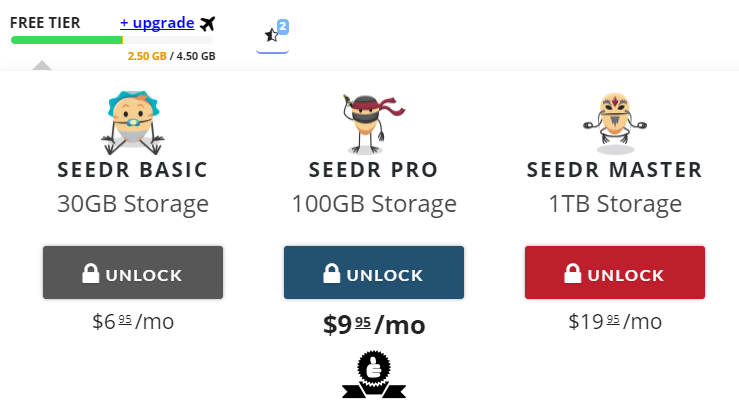 FREE TIER + upgrade
2
2.50 GB / 4.50 GB
SEEDR BASIC
30GB Storage
UNLOCK
$6 95 /mo
SEEDR PRO
100GB Storage
UNLOCK
$9 95 /mo
SEEDR MASTER
1TB Storage
UNLOCK
$19 95 /mo